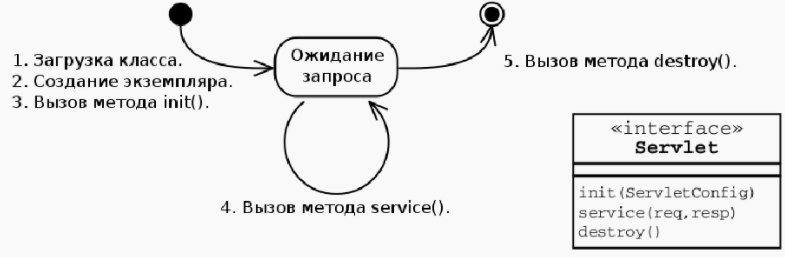 1. Загрузка класса.
2. Создание экземпляра.
3. Вызов метода init().
Ожидание
запроса
5. Вызов метода destroy().
4. Вызов метода service().
«interface»
Servlet
init(ServletConfig)
service(req,resp)
destroy()